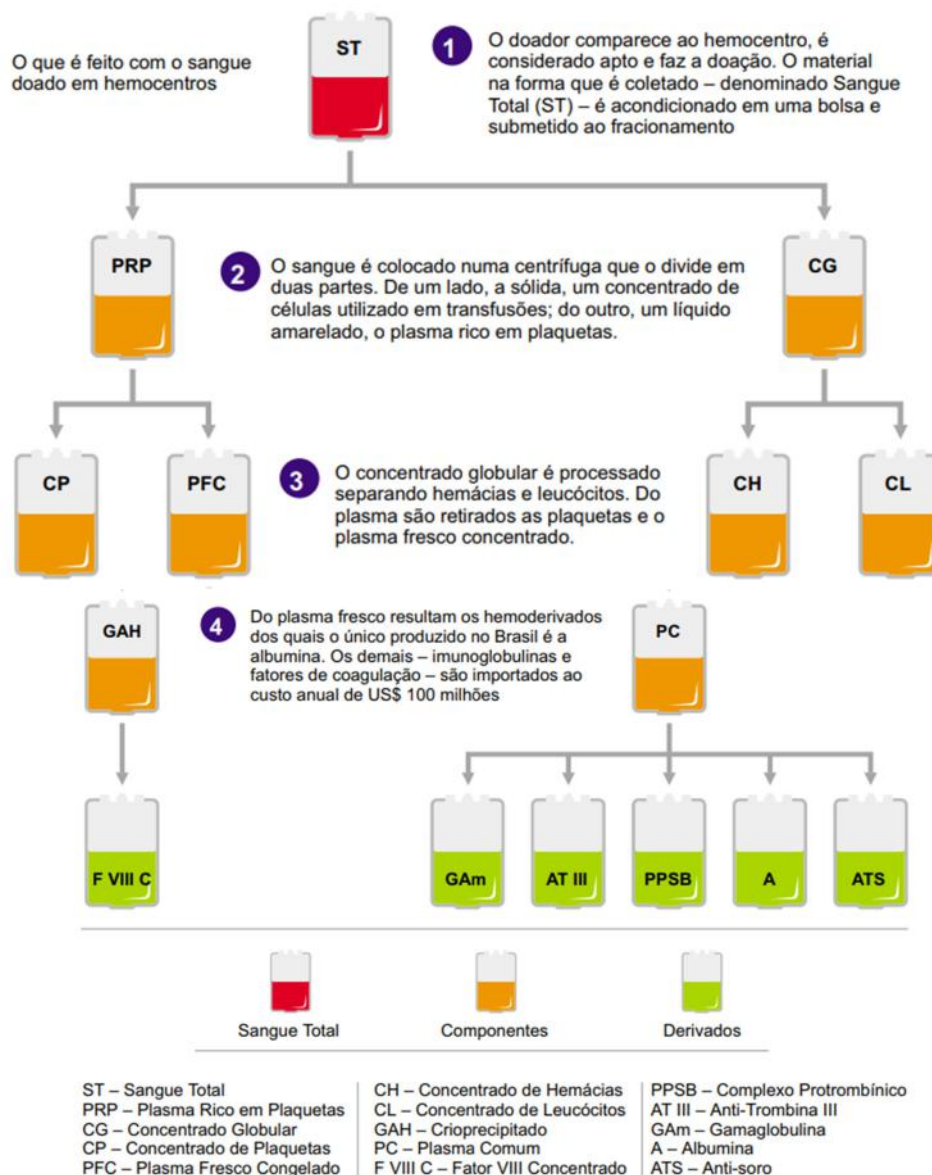 O que é feito com o sangue
doado em hemocentros
ST
1
O doador comparece ao hemocentro, é
considerado apto e faz a doação. O material
na forma que é coletado – denominado Sangue
Total (ST) – é acondicionado em uma bolsa e
submetido ao fracionamento
PRP
2
O sangue é colocado numa centrífuga que o divide em
duas partes. De um lado, a sólida, um concentrado de
células utilizado em transfusões; do outro, um líquido
amarelado, o plasma rico em plaquetas.
CG
CP
PFC
3
O concentrado globular é processado
separando hemácias e leucócitos. Do
plasma são retirados as plaquetas e o
plasma fresco concentrado.
CH
CL
GAH
4
Do plasma fresco resultam os hemoderivados
dos quais o único produzido no Brasil é a
albumina. Os demais – imunoglobulinas e
fatores de coagulação – são importados ao
custo anual de US$ 100 milhões
PC
F VIII C
GAm
AT III
PPSB
A
ATS
Sangue Total
Componentes
Derivados
ST – Sangue Total
PRP – Plasma Rico em Plaquetas
CG – Concentrado Globular
CP – Concentrado de Plaquetas
PFC – Plasma Fresco Congelado
CH – Concentrado de Hemácias
CL – Concentrado de Leucócitos
GAH – Crioprecipitado
PC – Plasma Comum
F VIII C – Fator VIII Concentrado
PPSB – Complexo Protrombínico
AT III – Anti-Trombina III
GAm – Gamaglobulina
A – Albumina
ATS – Anti-soro